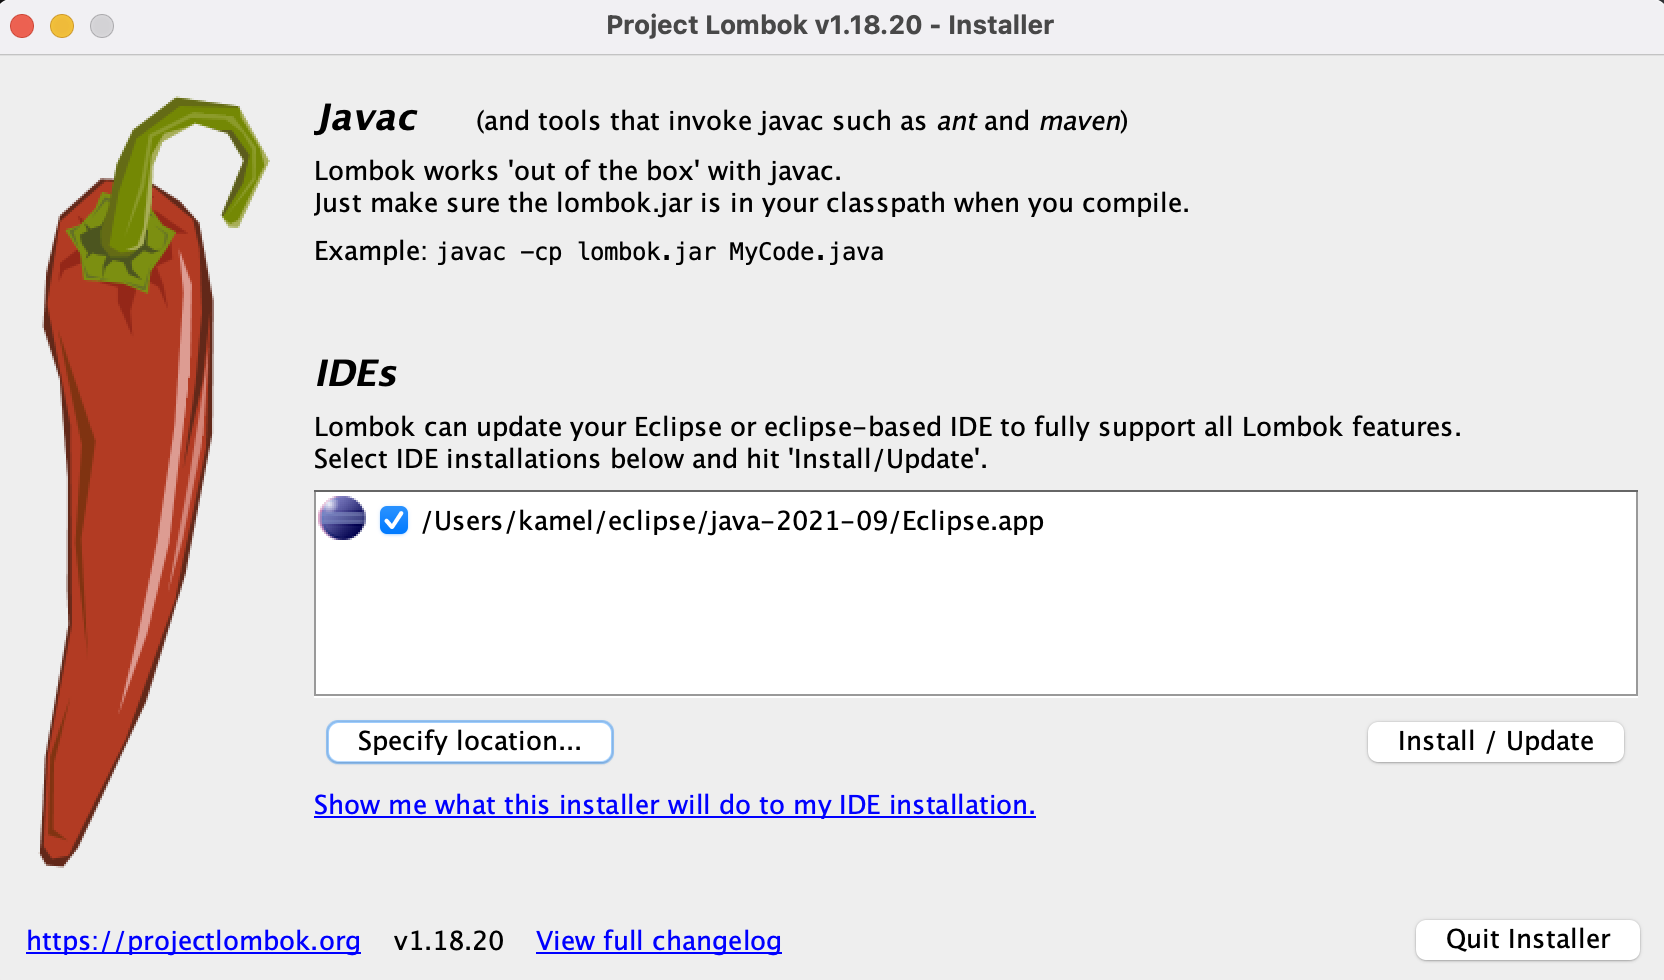 Project Lombok v1.18.20 - Installer
Javac (and tools that invoke javac such as ant and maven)
Lombok works 'out of the box' with javac.
Just make sure the lombok.jar is in your classpath when you compile.
Example: javac -cp lombok.jar MyCode.java
IDEs
Lombok can update your Eclipse or eclipse-based IDE to fully support all Lombok features.
Select IDE installations below and hit 'Install/Update'.
/Users/kamel/eclipse/java-2021-09/Eclipse.app
Specify location... Install / Update
Show me what this installer will do to my IDE installation.
https://projectlombok.org v1.18.20 View full changelog Quit Installer